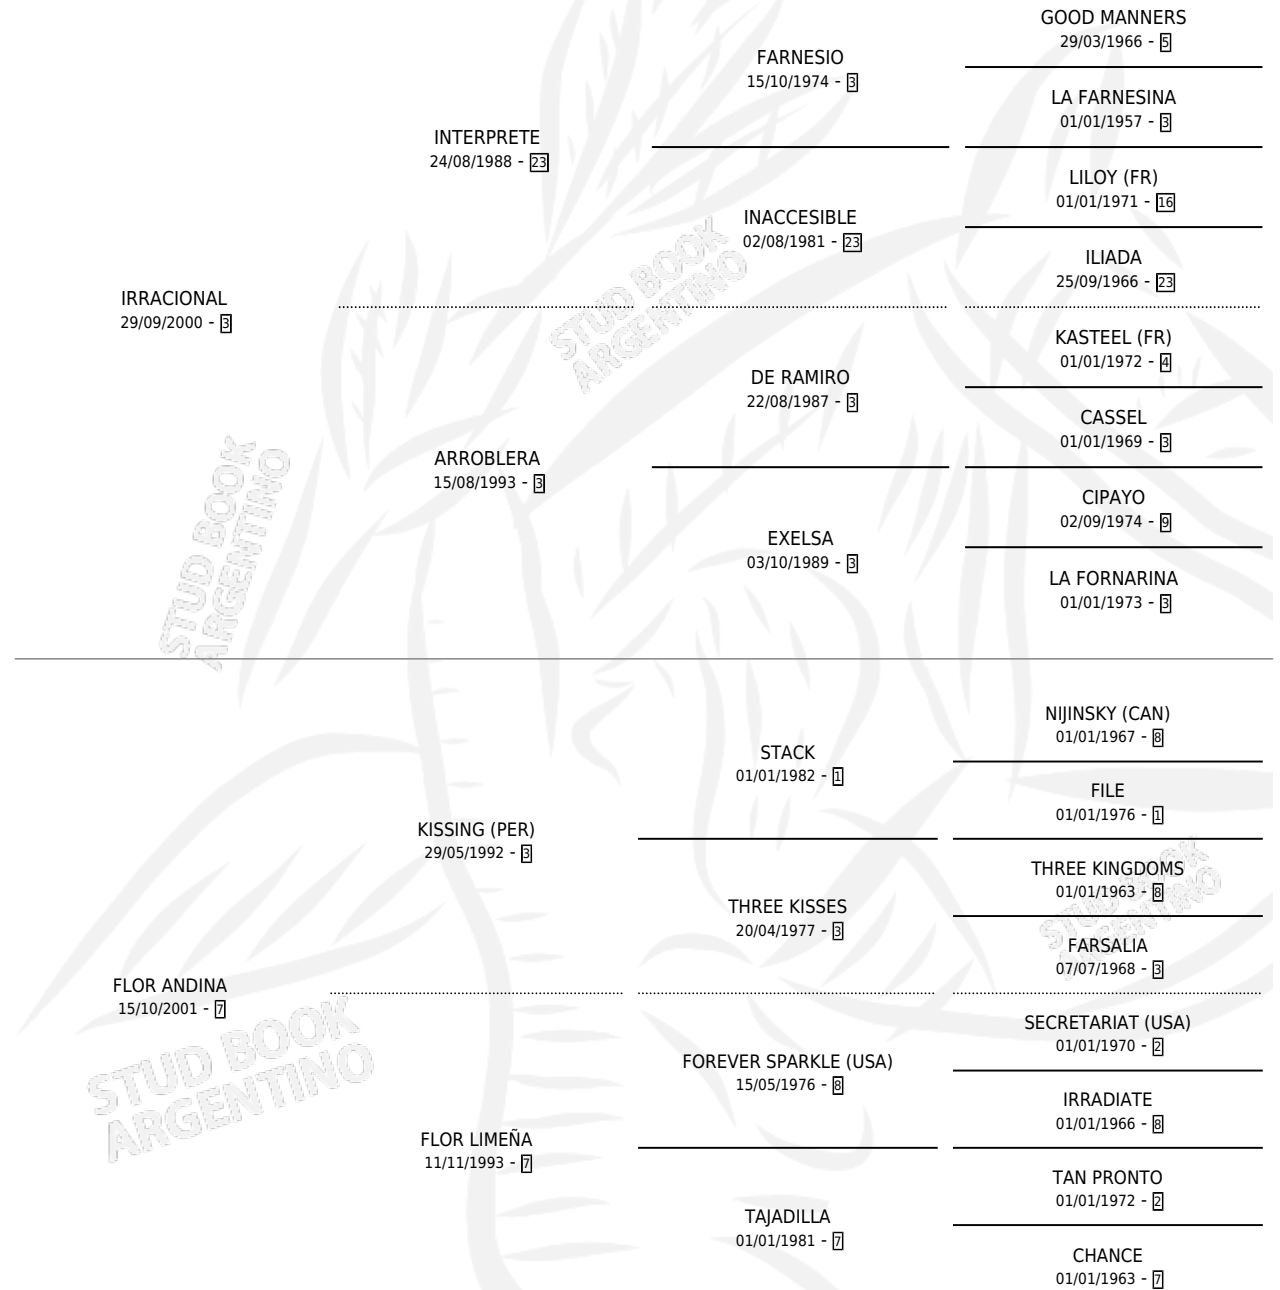 GOOD MANNERS
29/03/1966 - 5
FARNESIO
15/10/1974 - 3
LA FARNESINA
01/01/1957 - 3
INTERPRETE
24/08/1988 - 23
LILOY (FR)
01/01/1971 - 16
INACCESIBLE
02/08/1981 - 23
ILIADA
25/09/1966 - 23
IRRACIONAL
29/09/2000 - 3
KASTEEL (FR)
01/01/1972 - 4
DE RAMIRO
22/08/1987 - 3
CASSEL
01/01/1969 - 3
ARROBLERA
15/08/1993 - 3
CIPAYO
02/09/1974 - 9
EXELSA
03/10/1989 - 3
LA FORNARINA
01/01/1973 - 3
STUD BOOK
ARGENTINO
STUD BOOK
ARGENTINO
NIJINSKY (CAN)
01/01/1967 - 8
STACK
01/01/1982 - 1
FILE
01/01/1976 - 1
KISSING (PER)
29/05/1992 - 3
THREE KINGDOMS
01/01/1963 - 8
THREE KISSES
20/04/1977 - 3
FARSALIA
07/07/1968 - 3
FLOR ANDINA
15/10/2001 - 7
SECRETARIAT (USA)
01/01/1970 - 2
FOREVER SPARKLE (USA)
15/05/1976 - 8
IRRADIATE
01/01/1966 - 8
FLOR LIMEÑA
11/11/1993 - 7
TAN PRONTO
01/01/1972 - 2
TAJADILLA
01/01/1981 - 7
CHANCE
01/01/1963 - 7
STUD BOOK
ARGENTINO
STUD BOOK
ARGENTINO